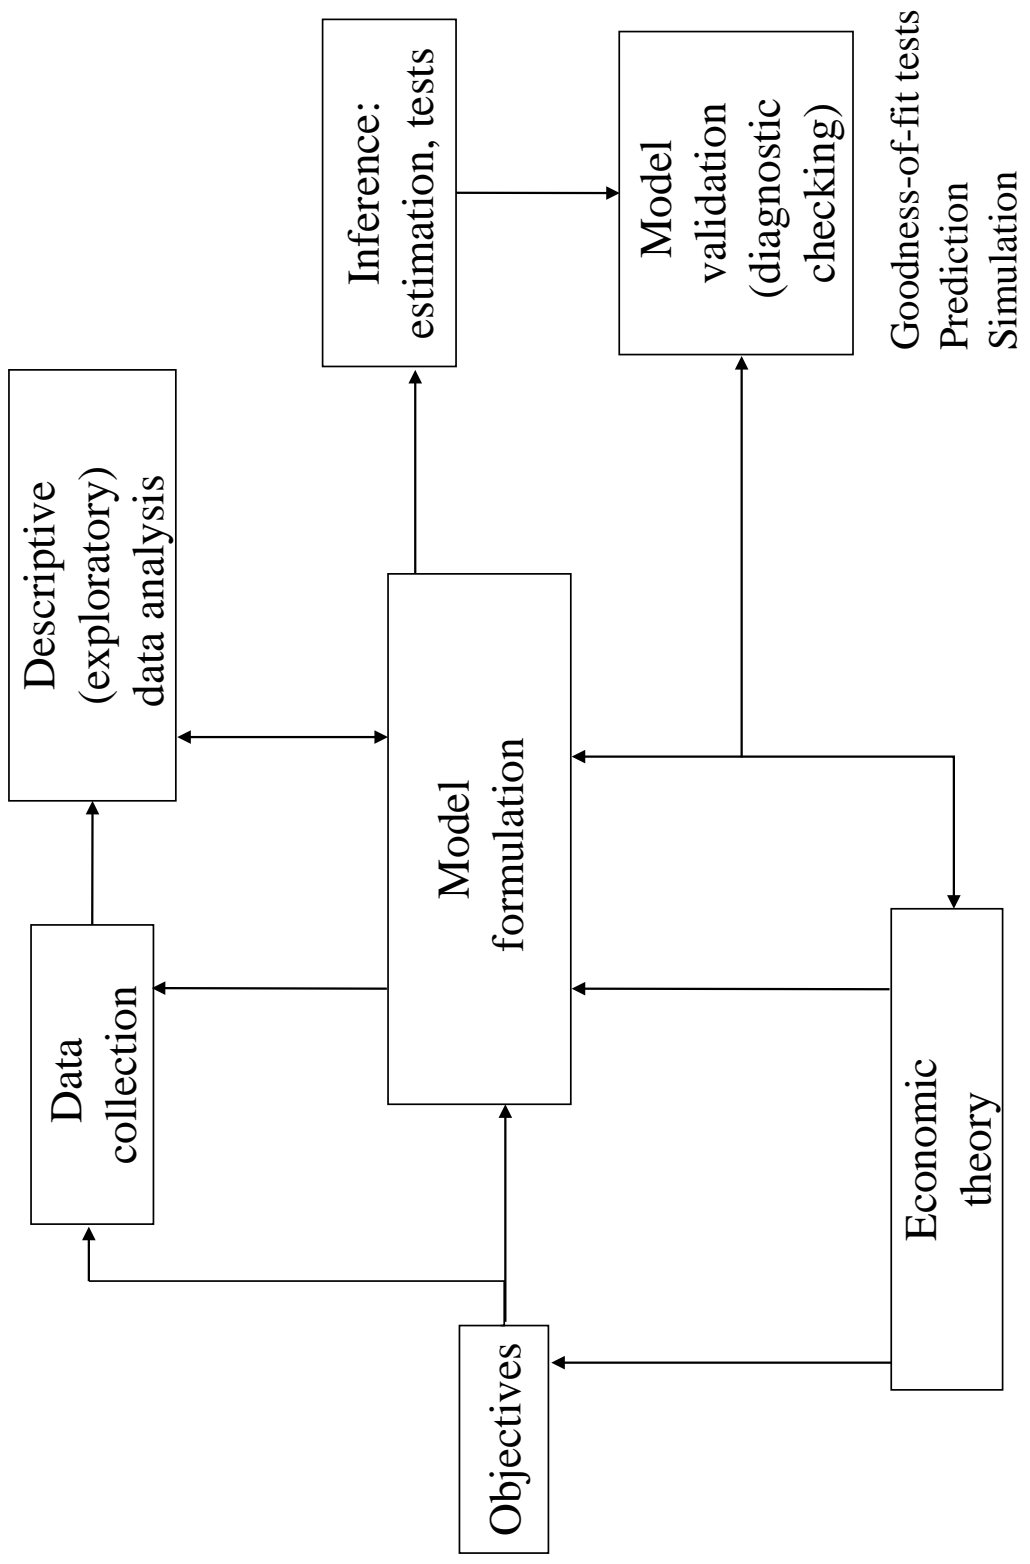 Descriptive
(exploratory)
data analysis
Data
collection
Inference:
estimation, tests
Objectives
Model
formulation
Model
validation
(diagnostic
checking)
Economic
theory
Goodness-of-fit tests
Prediction
Simulation